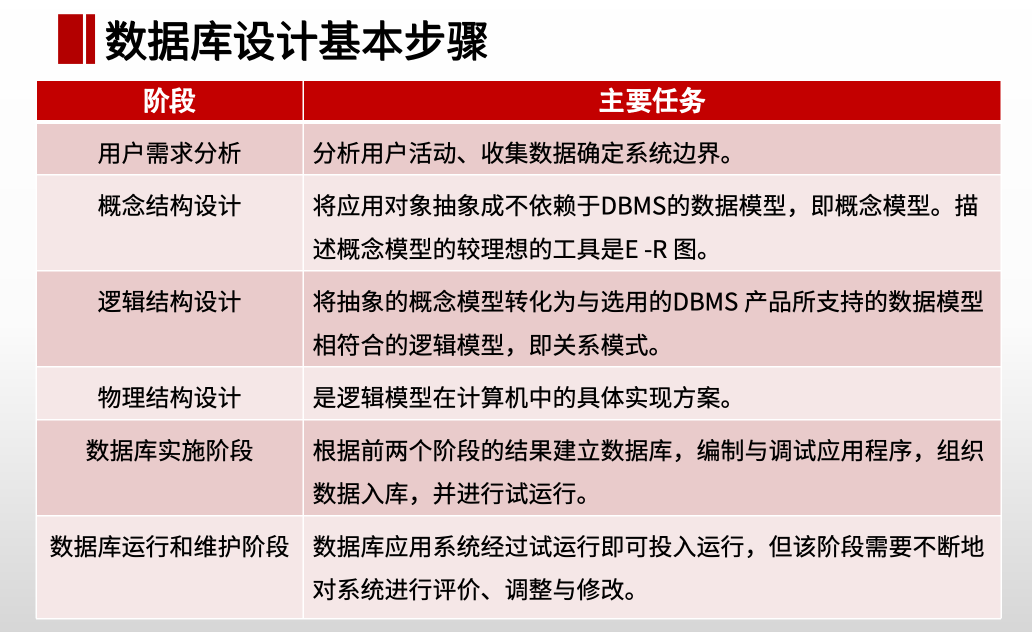 数据库设计基本步骤
阶段 主要任务
用户需求分析 分析用户活动、收集数据确定系统边界。
概念结构设计 将应用对象抽象成不依赖于DBMS的数据模型，即概念模型。描
述概念模型的较理想的工具是E -R 图。
逻辑结构设计 将抽象的概念模型转化为与选用的DBMS 产品所支持的数据模型
相符合的逻辑模型，即关系模式。
物理结构设计 是逻辑模型在计算机中的具体实现方案。
数据库实施阶段 根据前两个阶段的结果建立数据库，编制与调试应用程序，组织
数据入库，并进行试运行。
数据库运行和维护阶段 数据库应用系统经过试运行即可投入运行，但该阶段需要不断地
对系统进行评价、调整与修改。